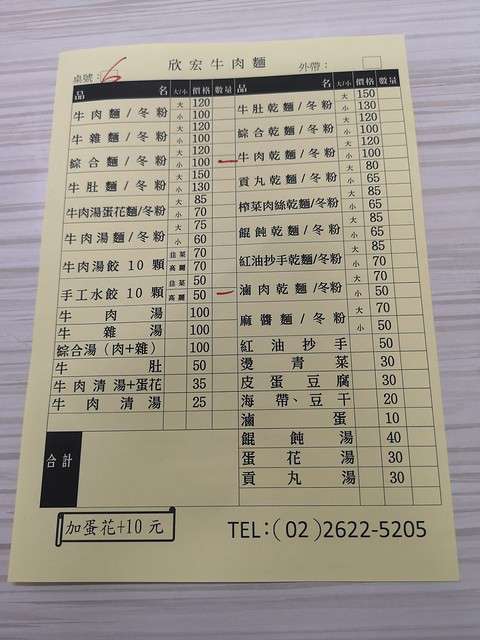 欣宏牛肉麵
桌號：6 外帶：
品 名 大/小 價格 數量
牛肉麵/冬粉 大 120
小 100
牛雜麵/冬粉 大 120
小 100
綜合麵/冬粉 大 120
小 100
牛肚麵/冬粉 大 150
小 130
牛肉湯蛋花麵/冬粉 大 85
小 70
牛肉湯麵/冬粉 大 75
小 60
牛肉湯餃10顆 韭菜 70
高麗 70
手工水餃10顆 韭菜 50
高麗 50
牛肉湯 100
牛雜湯 100
綜合湯(肉+雜) 100
牛肚 50
牛肉清湯+蛋花 35
牛肉清湯 25
合計
品 名 大/小 價格 數量
牛肚乾麵/冬粉 大 150
小 130
綜合乾麵/冬粉 大 120
小 100
牛肉乾麵/冬粉 大 120
小 100
貢丸乾麵/冬粉 大 80
小 65
榨菜肉絲乾麵/冬粉 大 85
小 65
餛飩乾麵/冬粉 大 85
小 65
紅油抄手乾麵/冬粉 大 85
小 70
滷肉乾麵/冬粉 大 70
小 50
麻醬麵/冬粉 大 70
小 50
紅油抄手 50
燙青菜 30
皮蛋豆腐 30
海帶、豆干 20
滷蛋 10
餛飩湯 40
蛋花湯 30
貢丸湯 30
加蛋花+10元
TEL:(02)2622-5205